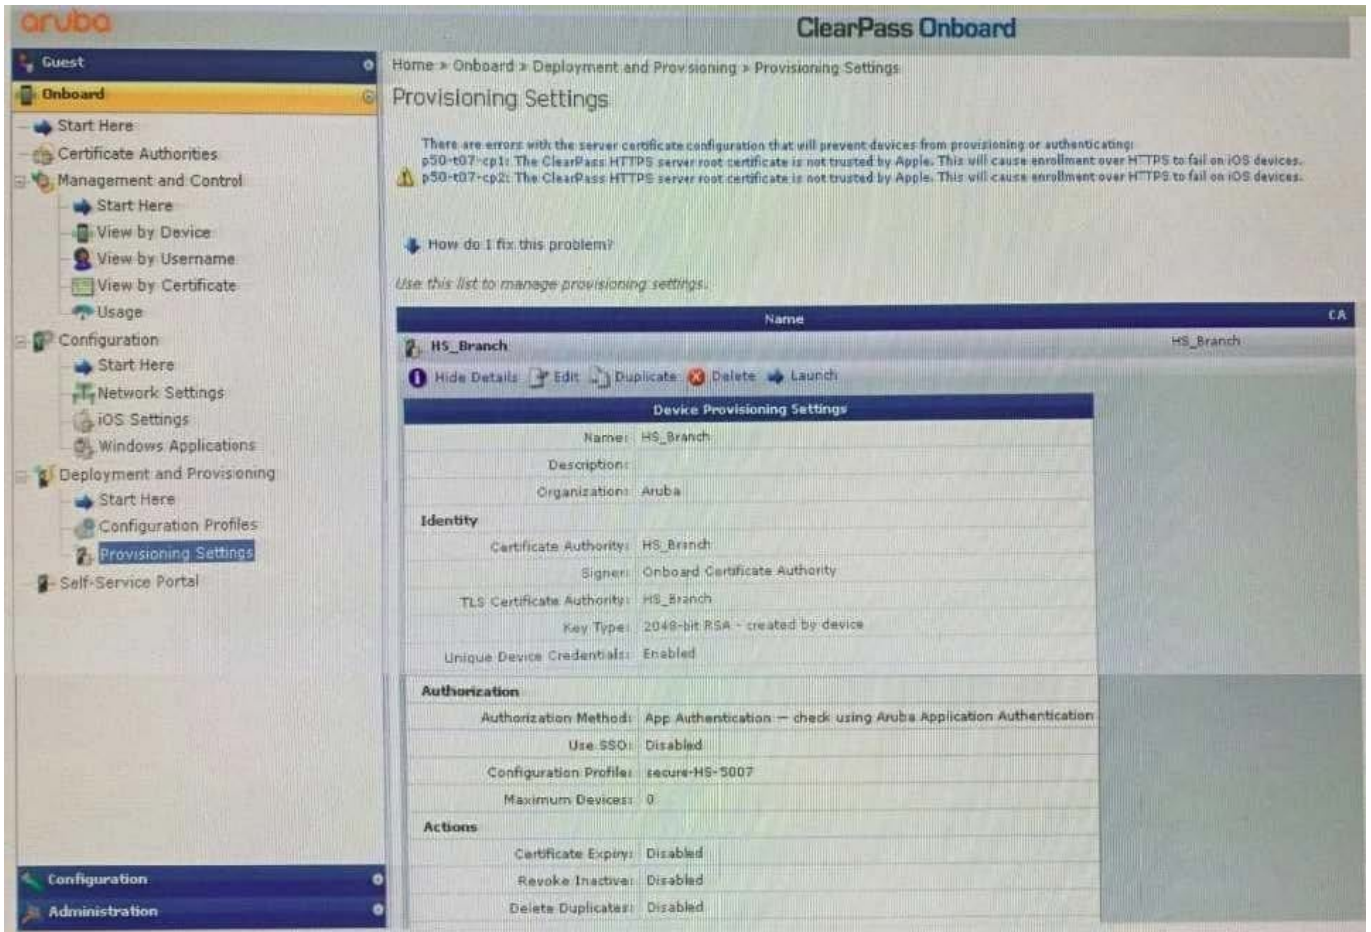 aruba
ClearPass Onboard
Guest
Onboard
Start Here
Certificate Authorities
Management and Control
Start Here
View by Device
View by Username
View by Certificate
Usage
Configuration
Start Here
Network Settings
iOS Settings
Windows Applications
Deployment and Provisioning
Start Here
Configuration Profiles
Provisioning Settings
Self-Service Portal
Configuration
Administration
Home » Onboard » Deployment and Provisioning » Provisioning Settings
Provisioning Settings
There are errors with the server certificate configuration that will prevent devices from provisioning or authenticating:
p50-t07-cp1: The ClearPass HTTPS server root certificate is not trusted by Apple. This will cause enrollment over HTTPS to fail on iOS devices.
p50-t07-cp2: The ClearPass HTTPS server root certificate is not trusted by Apple. This will cause enrollment over HTTPS to fail on iOS devices.
How do I fix this problem?
Use this list to manage provisioning settings.
Name CA
HS_Branch HS_Branch
Hide Details Edit Duplicate Delete Launch
Device Provisioning Settings
Name: HS_Branch
Description:
Organization: Aruba
Identity
Certificate Authority: HS_Branch
Signer: Onboard Certificate Authority
TLS Certificate Authority: HS_Branch
Key Type: 2048-bit RSA - created by device
Unique Device Credentials: Enabled
Authorization
Authorization Method: App Authentication — check using Aruba Application Authentication
Use SSO: Disabled
Configuration Profile: secure-HS-5007
Maximum Devices: 0
Actions
Certificate Expiry: Disabled
Revoke Inactive: Disabled
Delete Duplicates: Disabled